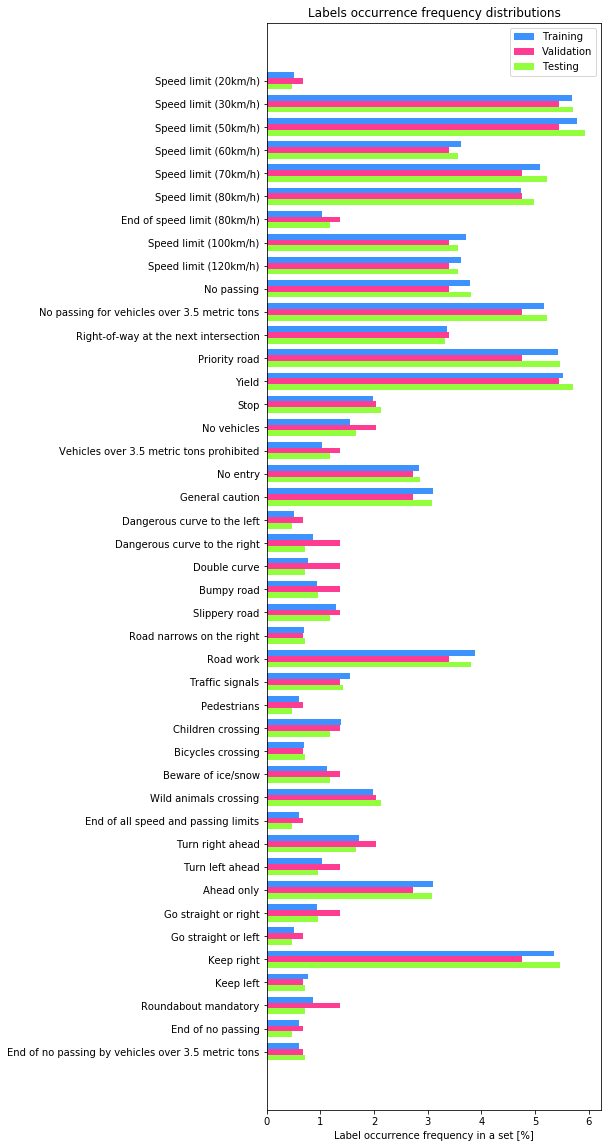 Labels occurrence frequency distributions
Training
Validation
Testing
Speed limit (20km/h)
Speed limit (30km/h)
Speed limit (50km/h)
Speed limit (60km/h)
Speed limit (70km/h)
Speed limit (80km/h)
End of speed limit (80km/h)
Speed limit (100km/h)
Speed limit (120km/h)
No passing
No passing for vehicles over 3.5 metric tons
Right-of-way at the next intersection
Priority road
Yield
Stop
No vehicles
Vehicles over 3.5 metric tons prohibited
No entry
General caution
Dangerous curve to the left
Dangerous curve to the right
Double curve
Bumpy road
Slippery road
Road narrows on the right
Road work
Traffic signals
Pedestrians
Children crossing
Bicycles crossing
Beware of ice/snow
Wild animals crossing
End of all speed and passing limits
Turn right ahead
Turn left ahead
Ahead only
Go straight or right
Go straight or left
Keep right
Keep left
Roundabout mandatory
End of no passing
End of no passing by vehicles over 3.5 metric tons
0 1 2 3 4 5 6
Label occurrence frequency in a set [%]